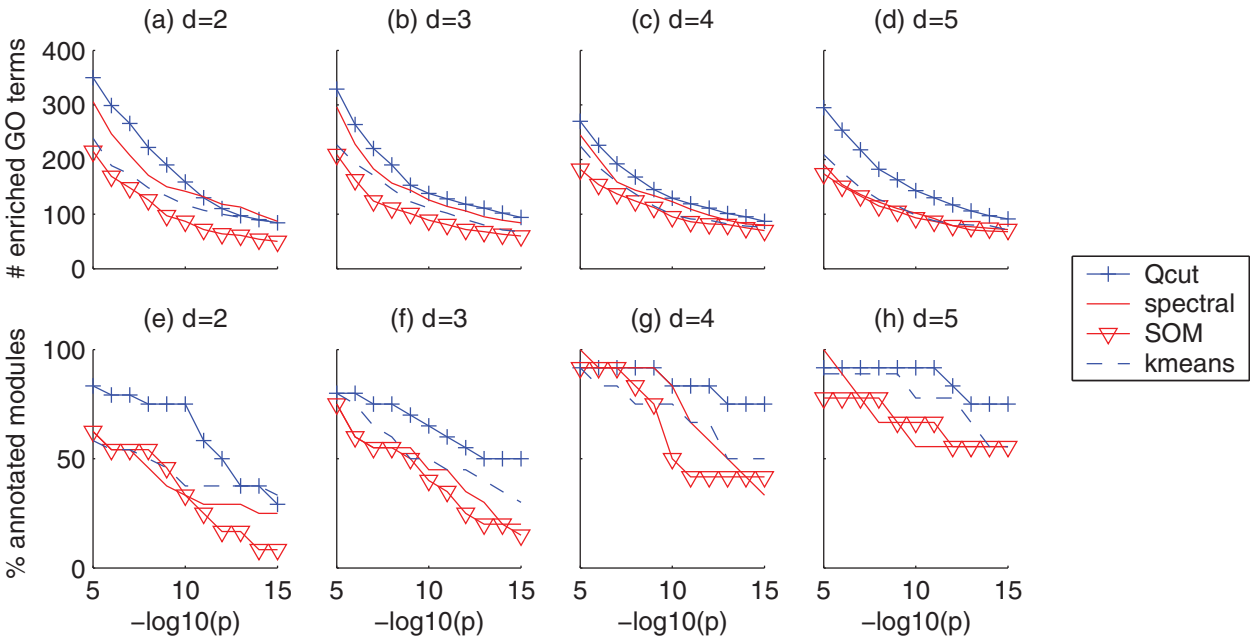 (a) d=2
(b) d=3
(c) d=4
(d) d=5
# enriched GO terms
400
300
200
100
0
(e) d=2
(f) d=3
(g) d=4
(h) d=5
% annotated modules
100
50
0
5 10 15
5 10 15
5 10 15
5 10 15
−log10(p)
−log10(p)
−log10(p)
−log10(p)
Qcut
spectral
SOM
kmeans